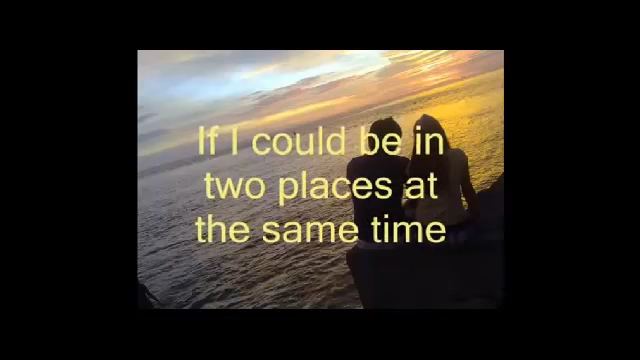 If I could be in
two places at
the same time